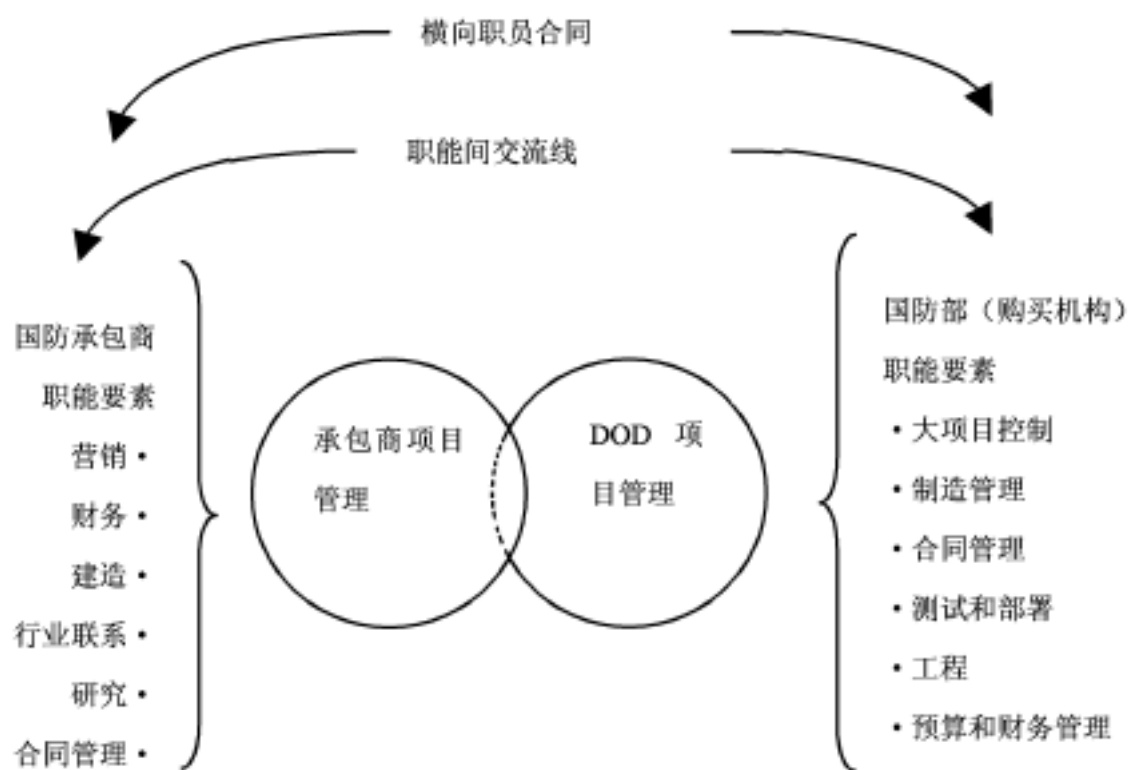 横向职员合同
职能间交流线
国防承包商
职能要素
营销·
财务·
建造·
行业联系·
研究·
合同管理·
承包商项目
管理
DOD 项
目管理
国防部（购买机构）
职能要素
·大项目控制
·制造管理
·合同管理
·测试和部署
·工程
·预算和财务管理